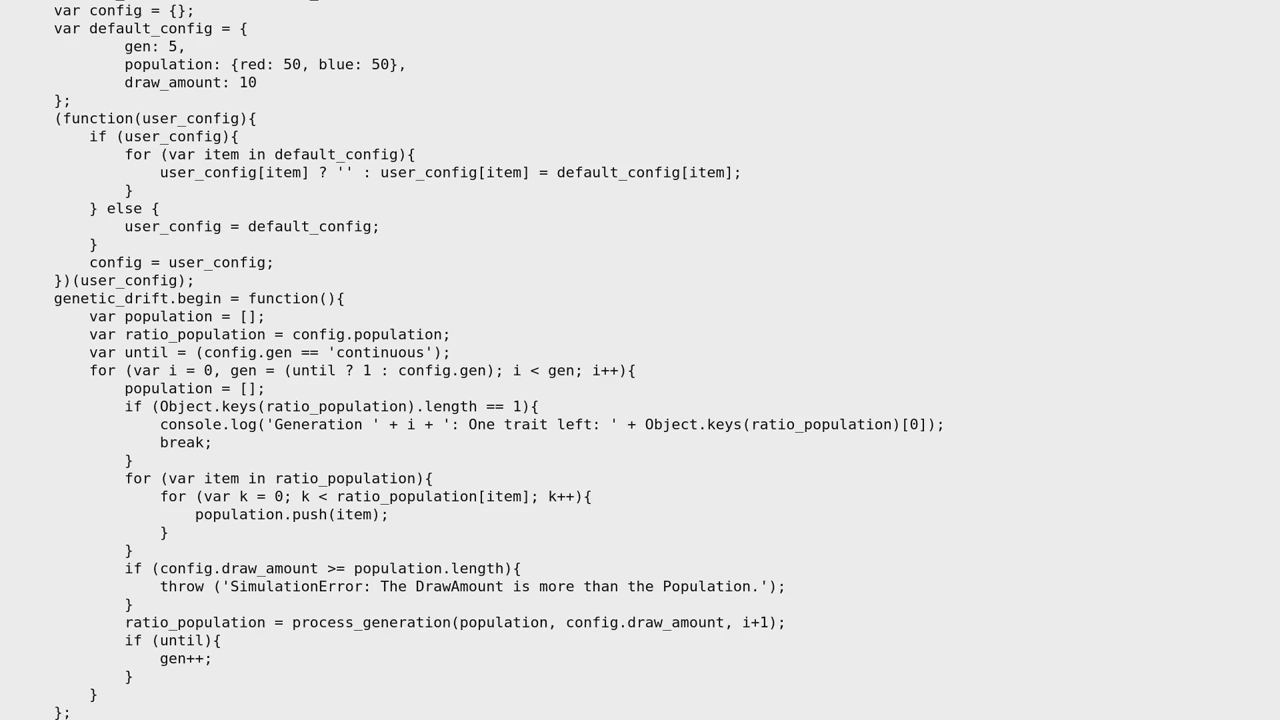 var config = {};
var default_config = {
        gen: 5,
        population: {red: 50, blue: 50},
        draw_amount: 10
};
(function(user_config){
    if (user_config){
        for (var item in default_config){
            user_config[item] ? '' : user_config[item] = default_config[item];
        }
    } else {
        user_config = default_config;
    }
    config = user_config;
})(user_config);
genetic_drift.begin = function(){
    var population = [];
    var ratio_population = config.population;
    var until = (config.gen == 'continuous');
    for (var i = 0, gen = (until ? 1 : config.gen); i < gen; i++){
        population = [];
        if (Object.keys(ratio_population).length == 1){
            console.log('Generation ' + i + ': One trait left: ' + Object.keys(ratio_population)[0]);
            break;
        }
        for (var item in ratio_population){
            for (var k = 0; k < ratio_population[item]; k++){
                population.push(item);
            }
        }
        if (config.draw_amount >= population.length){
            throw ('SimulationError: The DrawAmount is more than the Population.');
        }
        ratio_population = process_generation(population, config.draw_amount, i+1);
        if (until){
            gen++;
        }
    }
};